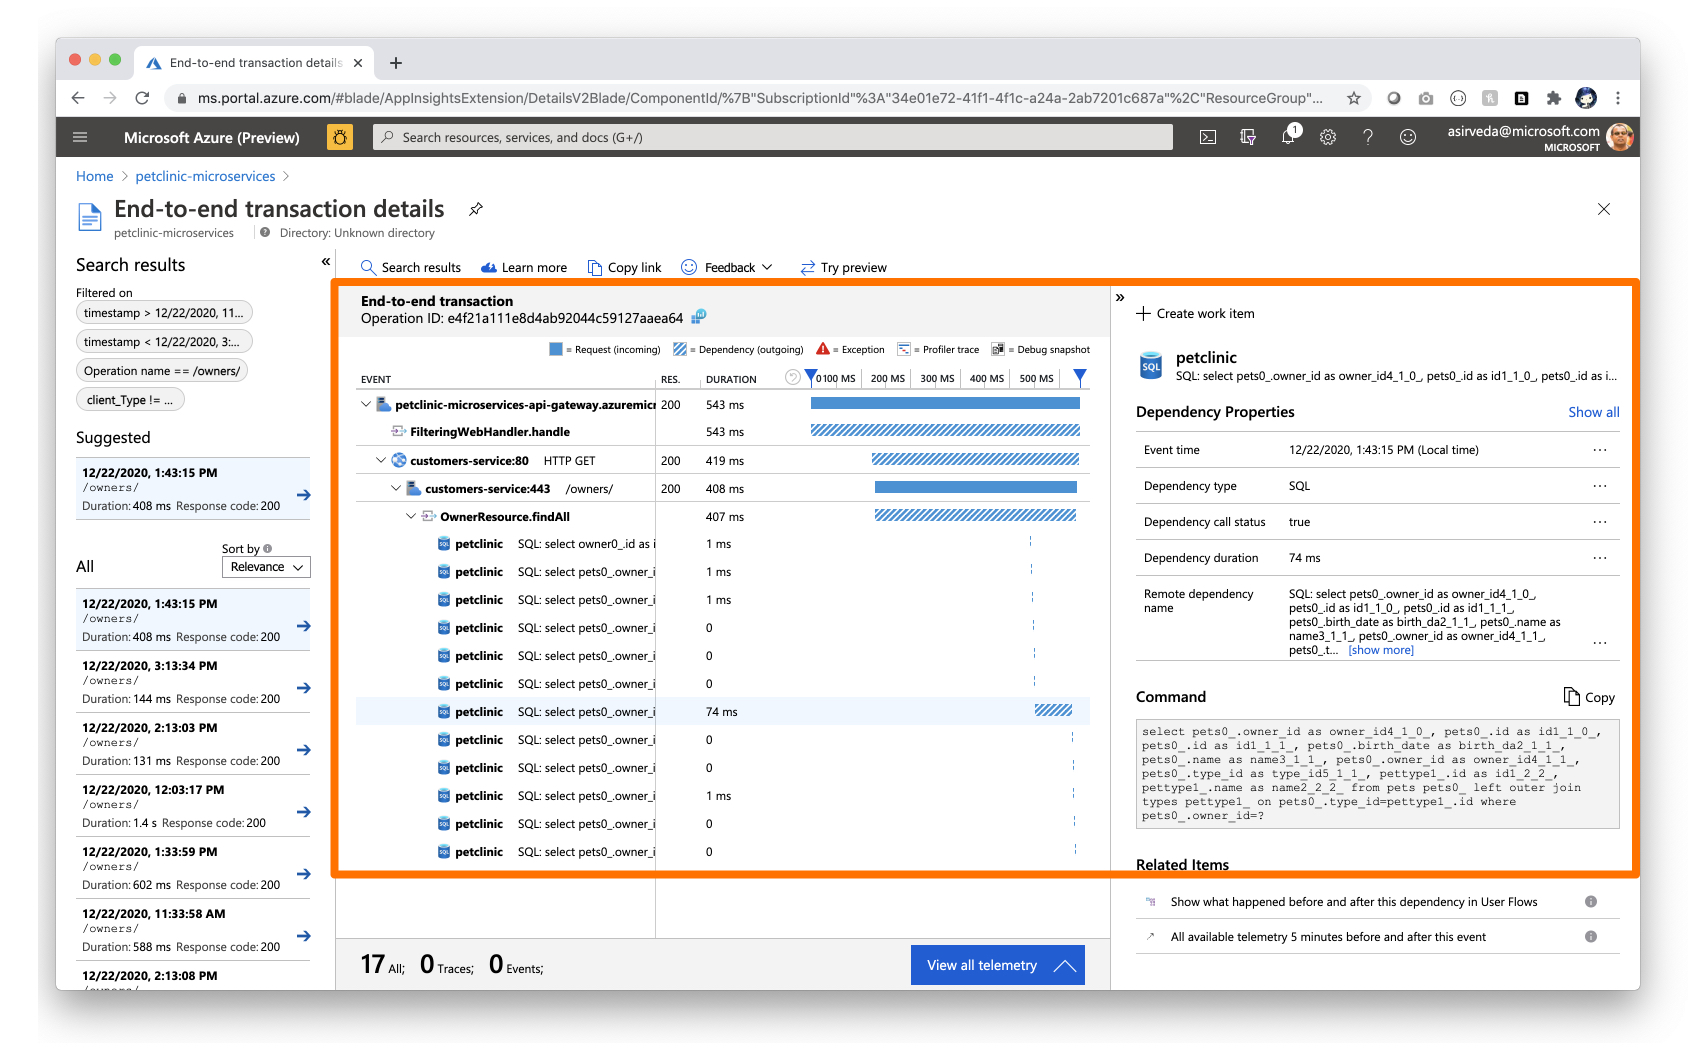 End-to-end transaction details
ms.portal.azure.com/#blade/AppInsightsExtension/DetailsV2Blade/ComponentId/%7B"SubscriptionId"%3A"34e01e72-41f1-4f1c-a24a-2ab7201c687a"%2C"ResourceGroup"...
Microsoft Azure (Preview)
Search resources, services, and docs (G+/)
1
asirveda@microsoft.com
MICROSOFT
Home > petclinic-microservices >
End-to-end transaction details
petclinic-microservices
Directory: Unknown directory
Search results
«
Filtered on
timestamp > 12/22/2020, 11...
timestamp < 12/22/2020, 3:...
Operation name == /owners/
client_Type != ...
Suggested
12/22/2020, 1:43:15 PM
/owners/
Duration: 408 ms Response code: 200
All
Sort by
Relevance
12/22/2020, 1:43:15 PM
/owners/
Duration: 408 ms Response code: 200
12/22/2020, 3:13:34 PM
/owners/
Duration: 144 ms Response code: 200
12/22/2020, 2:13:03 PM
/owners/
Duration: 131 ms Response code: 200
12/22/2020, 12:03:17 PM
/owners/
Duration: 1.4 s Response code: 200
12/22/2020, 1:33:59 PM
/owners/
Duration: 602 ms Response code: 200
12/22/2020, 11:33:58 AM
/owners/
Duration: 588 ms Response code: 200
12/22/2020, 2:13:08 PM
Search results Learn more Copy link Feedback Try preview
End-to-end transaction
Operation ID: e4f21a111e8d4ab92044c59127aaea64
= Request (incoming) = Dependency (outgoing) = Exception = Profiler trace = Debug snapshot
EVENT RES. DURATION 0 100 MS 200 MS 300 MS 400 MS 500 MS
petclinic-microservices-api-gateway.azuremicr 200 543 ms
FilteringWebHandler.handle 543 ms
customers-service:80 HTTP GET 200 419 ms
customers-service:443 /owners/ 200 408 ms
OwnerResource.findAll 407 ms
SQL petclinic SQL: select owner0_.id as i 1 ms
SQL petclinic SQL: select pets0_.owner_i 1 ms
SQL petclinic SQL: select pets0_.owner_i 1 ms
SQL petclinic SQL: select pets0_.owner_i 0
SQL petclinic SQL: select pets0_.owner_i 0
SQL petclinic SQL: select pets0_.owner_i 0
SQL petclinic SQL: select pets0_.owner_i 74 ms
SQL petclinic SQL: select pets0_.owner_i 0
SQL petclinic SQL: select pets0_.owner_i 0
SQL petclinic SQL: select pets0_.owner_i 1 ms
SQL petclinic SQL: select pets0_.owner_i 0
SQL petclinic SQL: select pets0_.owner_i 0
17 All; 0 Traces; 0 Events;
View all telemetry
»
Create work item
SQL
petclinic
SQL: select pets0_.owner_id as owner_id4_1_0_, pets0_.id as id1_1_0_, pets0_.id as i...
Dependency Properties Show all
Event time 12/22/2020, 1:43:15 PM (Local time) ...
Dependency type SQL ...
Dependency call status true ...
Dependency duration 74 ms ...
Remote dependency name
SQL: select pets0_.owner_id as owner_id4_1_0_,
pets0_.id as id1_1_0_, pets0_.id as id1_1_1_,
pets0_.birth_date as birth_da2_1_1_, pets0_.name as
name3_1_1_, pets0_.owner_id as owner_id4_1_1_,
pets0_.t... [show more] ...
Command Copy
select pets0_.owner_id as owner_id4_1_0_, pets0_.id as id1_1_0_,
pets0_.id as id1_1_1_, pets0_.birth_date as birth_da2_1_1_,
pets0_.name as name3_1_1_, pets0_.owner_id as owner_id4_1_1_,
pets0_.type_id as type_id5_1_1_, pettype1_.id as id1_2_2_,
pettype1_.name as name2_2_2_ from pets pets0_ left outer join
types pettype1_ on pets0_.type_id=pettype1_.id where
pets0_.owner_id=?
Related Items
Show what happened before and after this dependency in User Flows
All available telemetry 5 minutes before and after this event